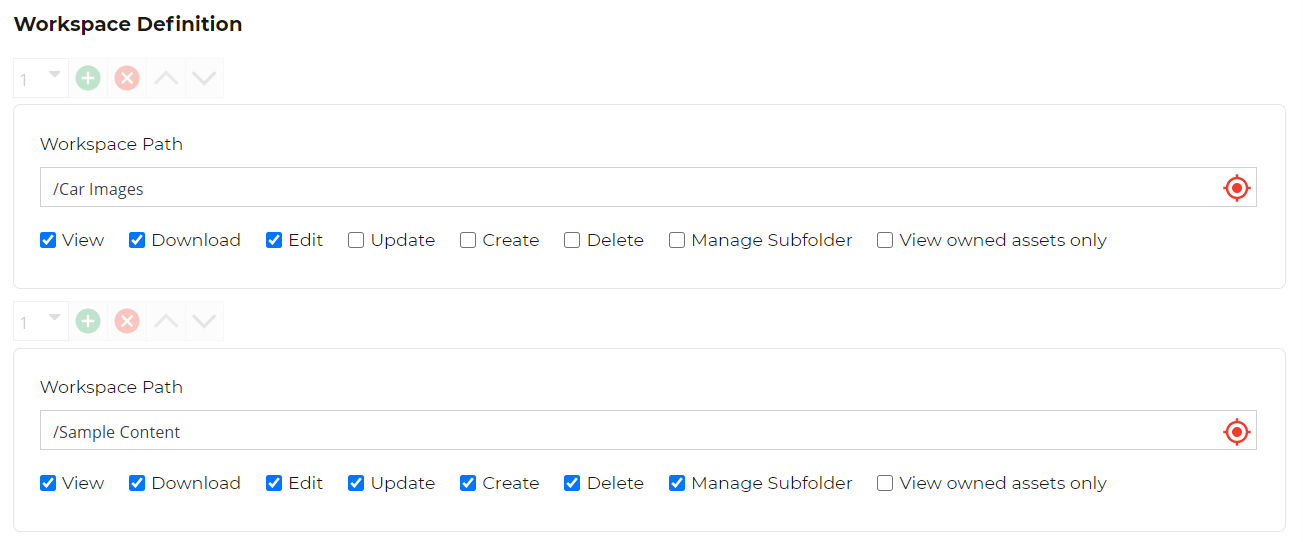 Workspace Definition
1
Workspace Path
/Car Images
View Download Edit Update Create Delete Manage Subfolder View owned assets only
1
Workspace Path
/Sample Content
View Download Edit Update Create Delete Manage Subfolder View owned assets only